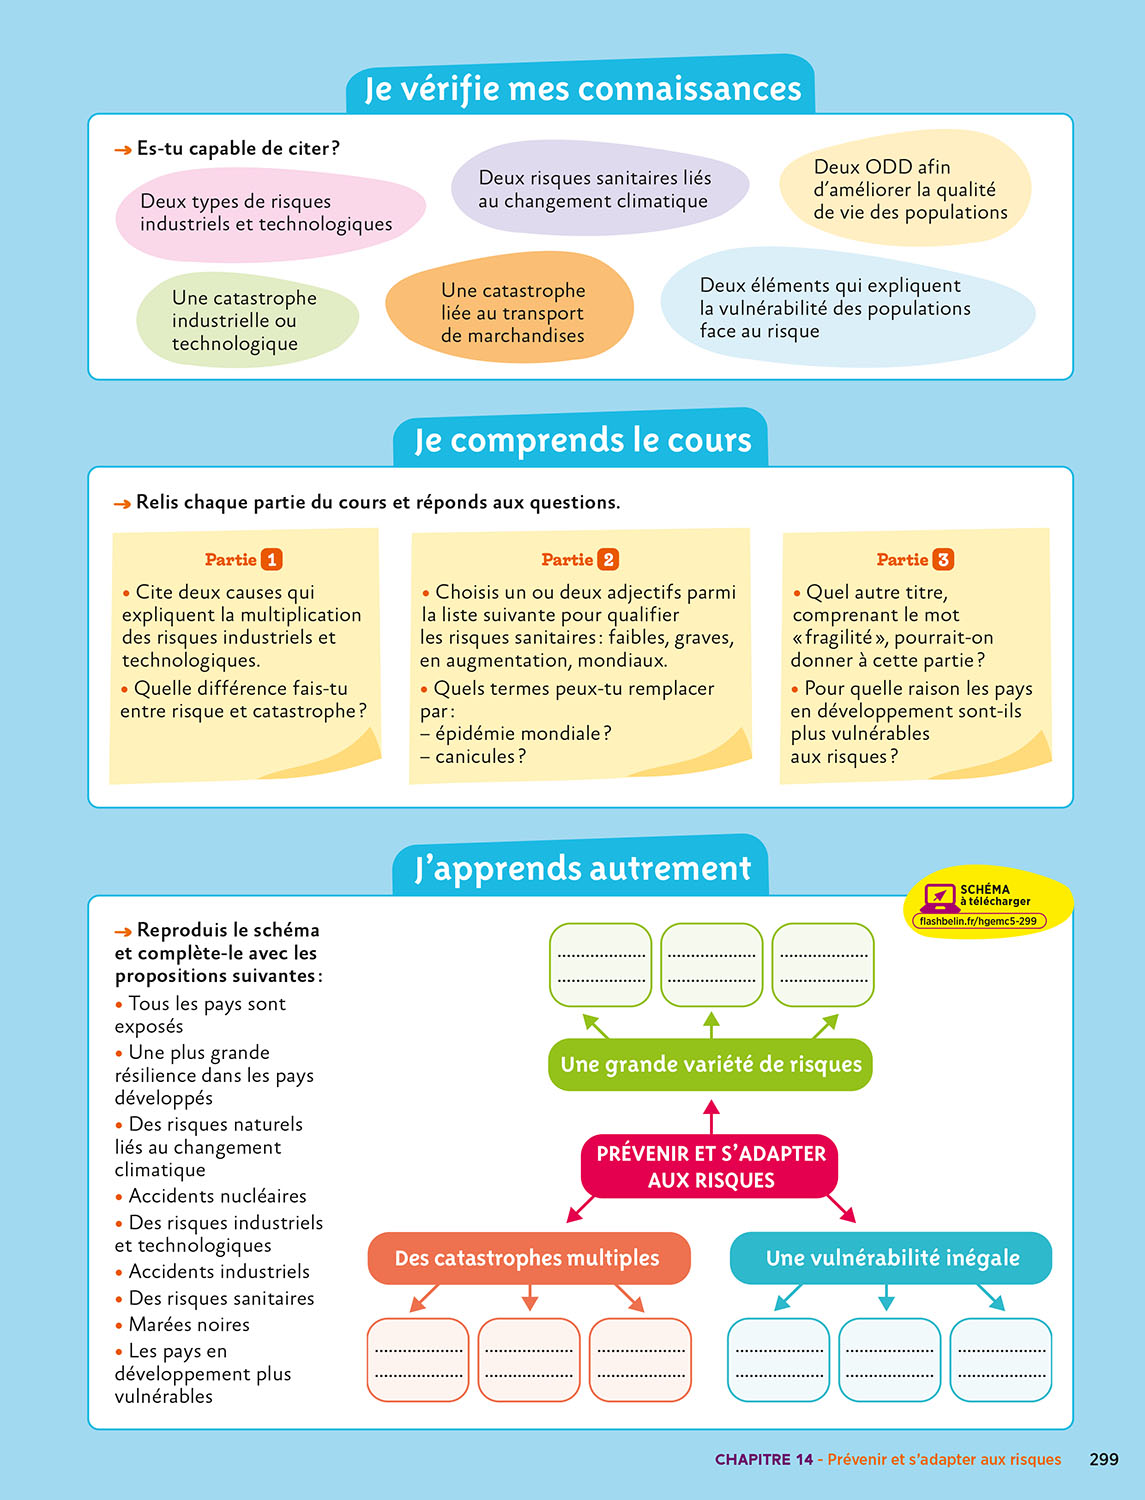 Je vérifie mes connaissances
→ Es-tu capable de citer ?
Deux types de risques
industriels et technologiques
Deux risques sanitaires liés
au changement climatique
Deux ODD afin
d’améliorer la qualité
de vie des populations
Une catastrophe
industrielle ou
technologique
Une catastrophe
liée au transport
de marchandises
Deux éléments qui expliquent
la vulnérabilité des populations
face au risque
Je comprends le cours
→ Relis chaque partie du cours et réponds aux questions.
Partie 1
• Cite deux causes qui
expliquent la multiplication
des risques industriels et
technologiques.
• Quelle différence fais-tu
entre risque et catastrophe ?
Partie 2
• Choisis un ou deux adjectifs parmi
la liste suivante pour qualifier
les risques sanitaires : faibles, graves,
en augmentation, mondiaux.
• Quels termes peux-tu remplacer
par :
– épidémie mondiale ?
– canicules ?
Partie 3
• Quel autre titre,
comprenant le mot
« fragilité », pourrait-on
donner à cette partie ?
• Pour quelle raison les pays
en développement sont-ils
plus vulnérables
aux risques ?
J’apprends autrement
SCHÉMA
à télécharger
flashbelin.fr/hgemc5-299
→ Reproduis le schéma
et complète-le avec les
propositions suivantes :
• Tous les pays sont
exposés
• Une plus grande
résilience dans les pays
développés
• Des risques naturels
liés au changement
climatique
• Accidents nucléaires
• Des risques industriels
et technologiques
• Accidents industriels
• Des risques sanitaires
• Marées noires
• Les pays en
développement plus
vulnérables
Une grande variété de risques
PRÉVENIR ET S’ADAPTER
AUX RISQUES
Des catastrophes multiples
Une vulnérabilité inégale
CHAPITRE 14 - Prévenir et s’adapter aux risques 299